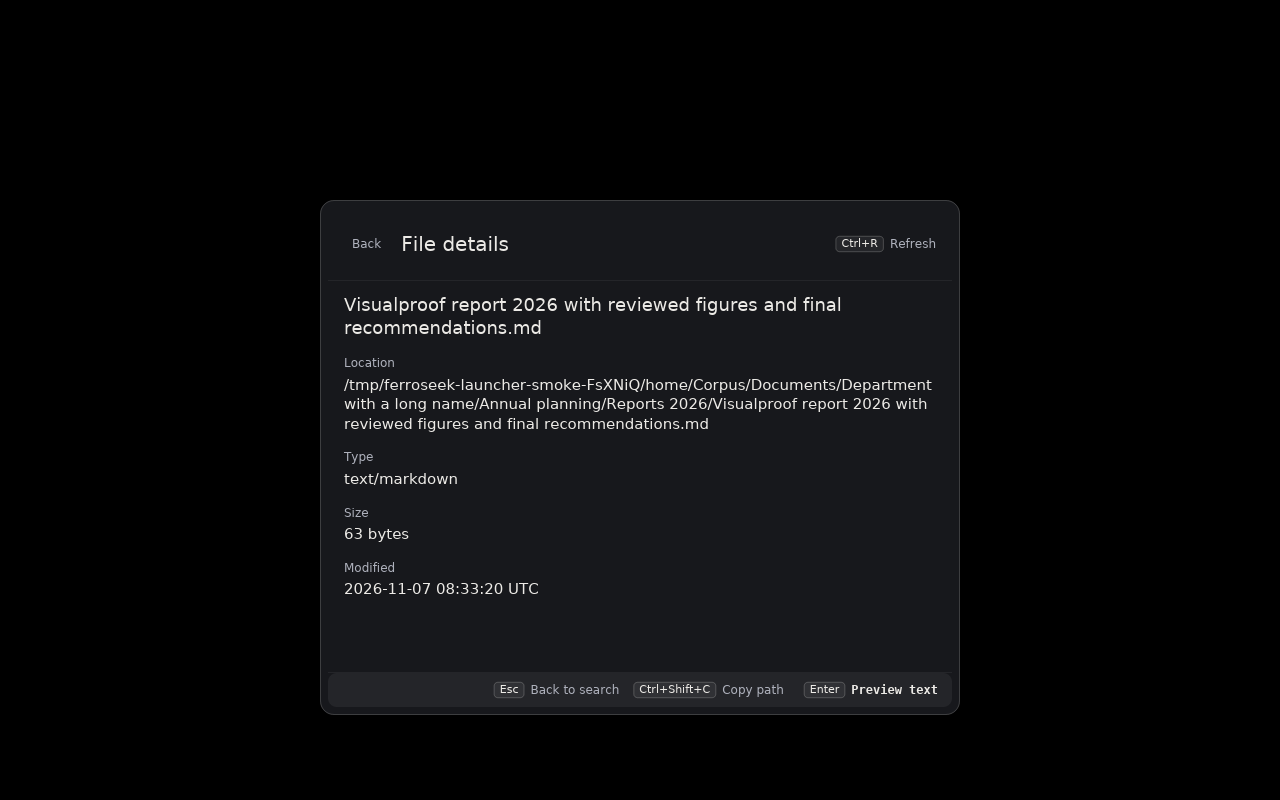 Back File details Ctrl+R Refresh
Visualproof report 2026 with reviewed figures and final
recommendations.md
Location
/tmp/ferroseek-launcher-smoke-FsXNiQ/home/Corpus/Documents/Department
with a long name/Annual planning/Reports 2026/Visualproof report 2026 with
reviewed figures and final recommendations.md
Type
text/markdown
Size
63 bytes
Modified
2026-11-07 08:33:20 UTC
Esc Back to search Ctrl+Shift+C Copy path Enter Preview text